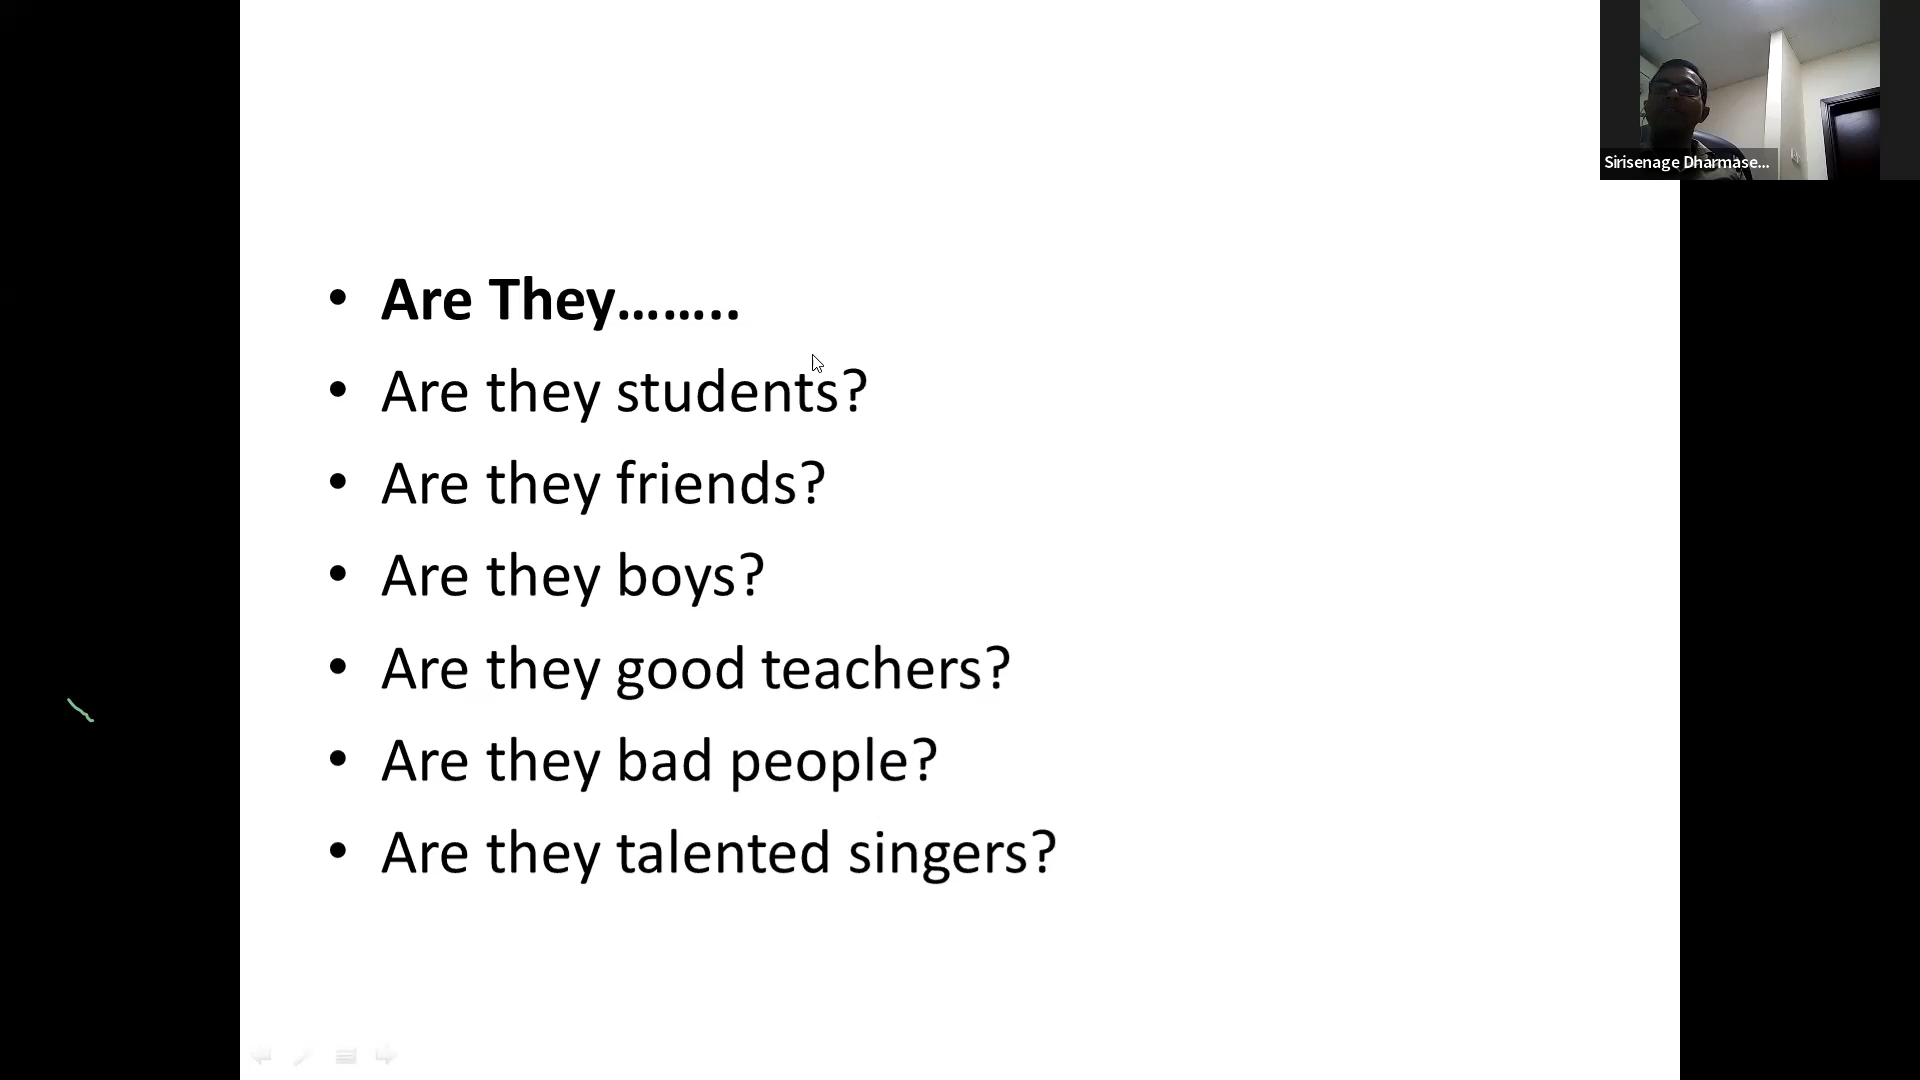 Sirisenage Dharmase...
• Are They……..
• Are they students?
• Are they friends?
• Are they boys?
• Are they good teachers?
• Are they bad people?
• Are they talented singers?